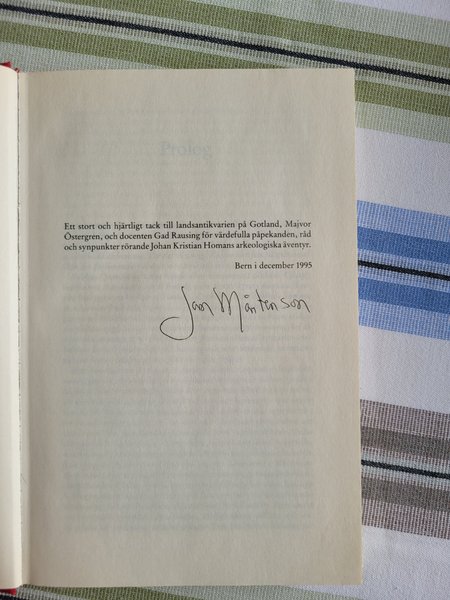 Prolog
Ett stort och hjärtligt tack till landsantikvarien på Gotland, Majvor
Östergren, och docenten Gad Rausing för värdefulla påpekanden, råd
och synpunkter rörande Johan Kristian Homans arkeologiska äventyr.
Bern i december 1995
Jan Mårtenson